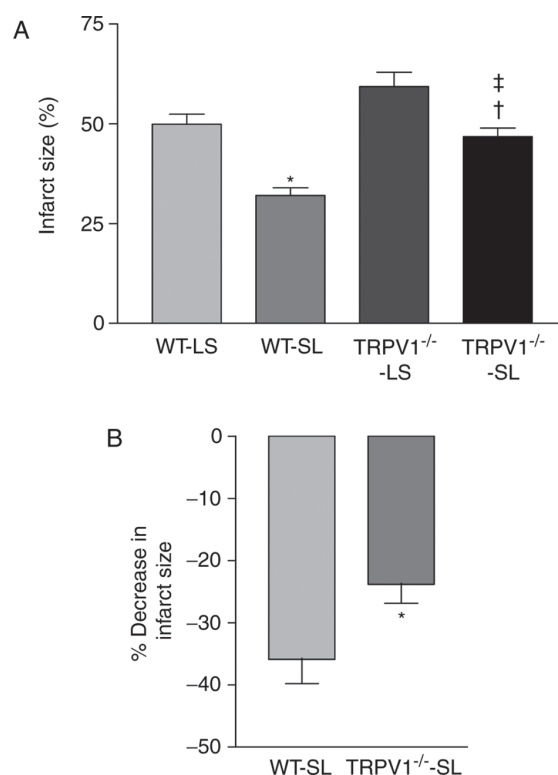 A
Infarct size (%)
75
50
25
0
*
‡
†
WT-LS
WT-SL
TRPV1⁻/⁻
-LS
TRPV1⁻/⁻
-SL
B
% Decrease in
infarct size
0
–10
–20
–30
–40
–50
*
WT-SL
TRPV1⁻/⁻-SL